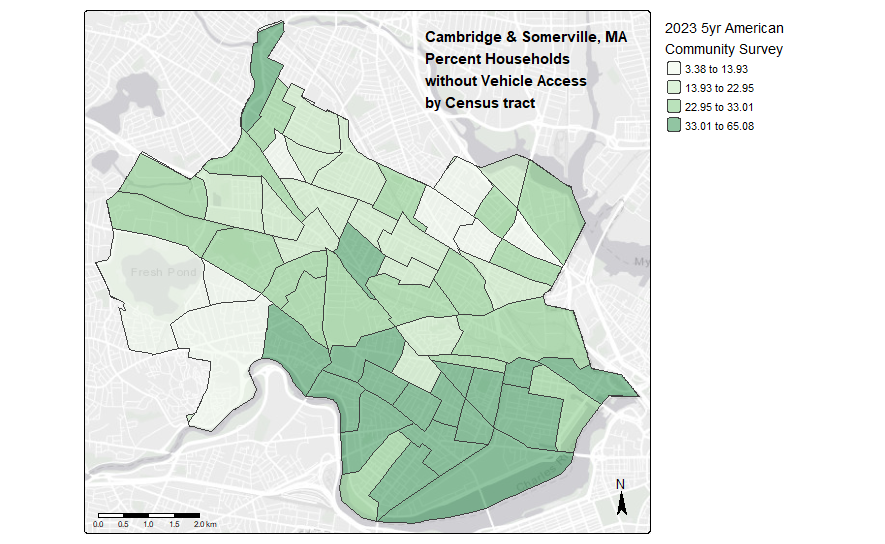 Cambridge & Somerville, MA
Percent Households
without Vehicle Access
by Census tract
2023 5yr American
Community Survey
3.38 to 13.93
13.93 to 22.95
22.95 to 33.01
33.01 to 65.08
Fresh Pond
My
N
0.0 0.5 1.0 1.5 2.0 km